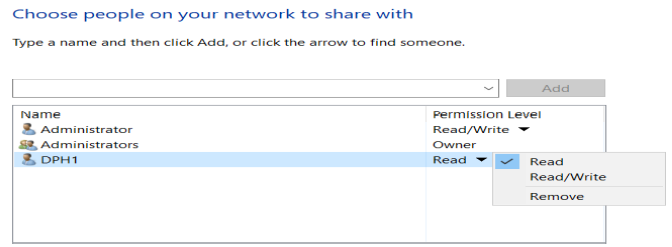 Choose people on your network to share with
Type a name and then click Add, or click the arrow to find someone.
Add
Name Permission Level
Administrator Read/Write
Administrators Owner
DPH1 Read
Read
Read/Write
Remove